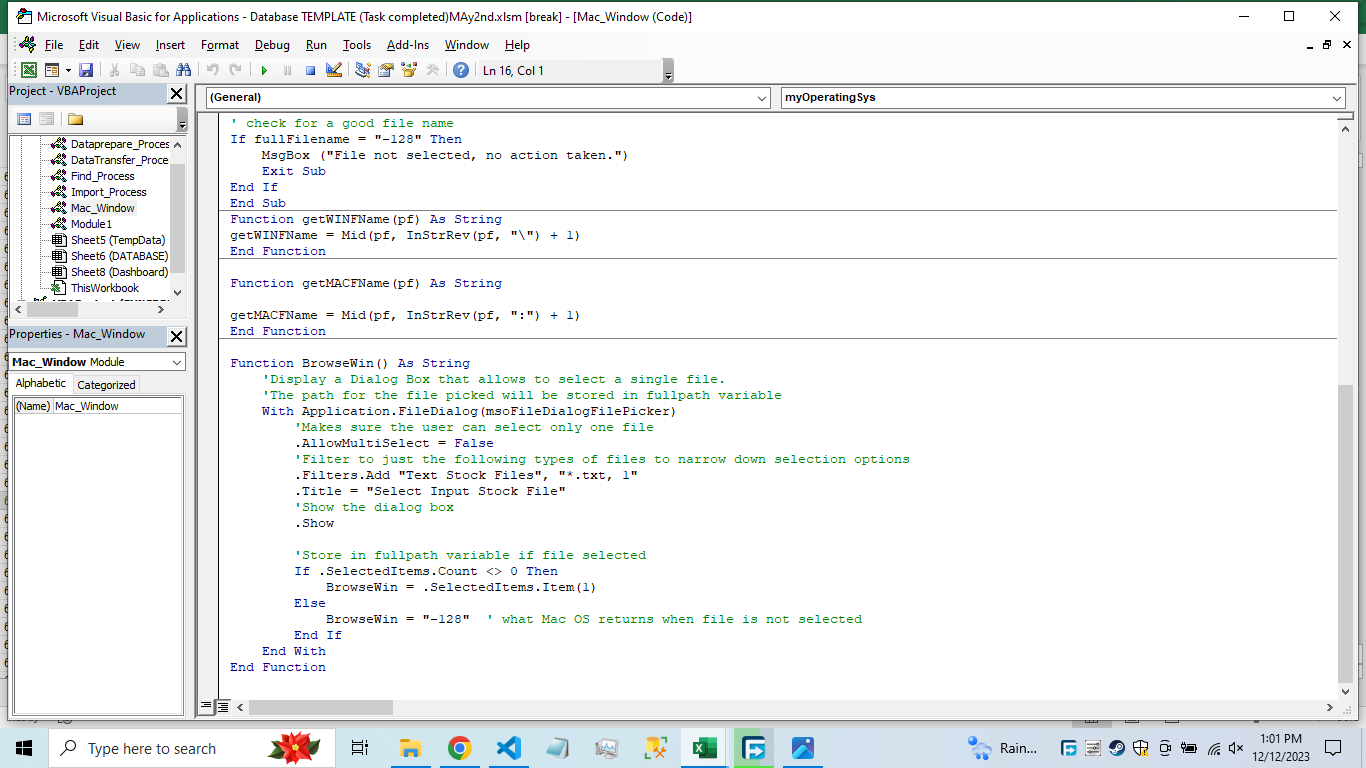 Microsoft Visual Basic for Applications - Database TEMPLATE (Task completed)MAy2nd.xlsm [break] - [Mac_Window (Code)]
File Edit View Insert Format Debug Run Tools Add-Ins Window Help
Ln 16, Col 1
Project - VBAProject
Dataprepare_Proces
DataTransfer_Proce
Find_Process
Import_Process
Mac_Window
Module1
Sheet5 (TempData)
Sheet6 (DATABASE)
Sheet8 (Dashboard)
ThisWorkbook
Properties - Mac_Window
Mac_Window Module
Alphabetic Categorized
(Name) Mac_Window
(General) myOperatingSys
' check for a good file name
If fullFilename = "-128" Then
MsgBox ("File not selected, no action taken.")
Exit Sub
End If
End Sub
Function getWINFName(pf) As String
getWINFName = Mid(pf, InStrRev(pf, "\") + 1)
End Function
Function getMACFName(pf) As String
getMACFName = Mid(pf, InStrRev(pf, ":") + 1)
End Function
Function BrowseWin() As String
'Display a Dialog Box that allows to select a single file.
'The path for the file picked will be stored in fullpath variable
With Application.FileDialog(msoFileDialogFilePicker)
'Makes sure the user can select only one file
.AllowMultiSelect = False
'Filter to just the following types of files to narrow down selection options
.Filters.Add "Text Stock Files", "*.txt, 1"
.Title = "Select Input Stock File"
'Show the dialog box
.Show
'Store in fullpath variable if file selected
If .SelectedItems.Count <> 0 Then
BrowseWin = .SelectedItems.Item(1)
Else
BrowseWin = "-128" ' what Mac OS returns when file is not selected
End If
End With
End Function
Type here to search
Rain...
1:01 PM
12/12/2023